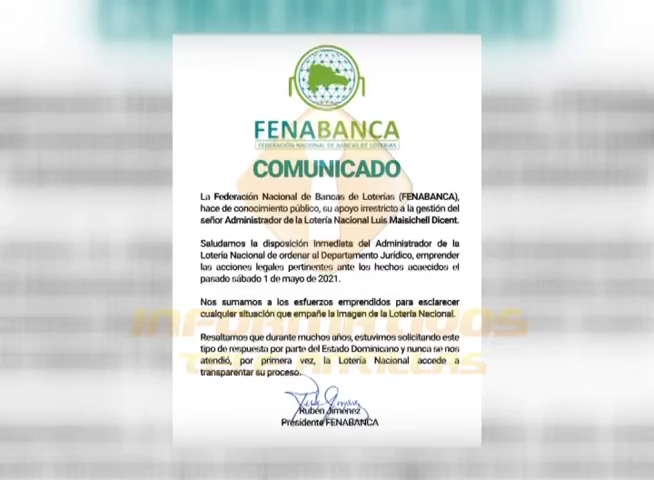 FENABANCA
FEDERACIÓN NACIONAL DE BANCAS DE LOTERÍAS
COMUNICADO
La Federación Nacional de Bancas de Loterías (FENABANCA),
hace de conocimiento público, su apoyo irrestricto a la gestión del
señor Administrador de la Lotería Nacional Luis Maisichell Dicent.
Saludamos la disposición Inmediata del Administrador de la
Lotería Nacional de ordenar al Departamento Jurídico, emprender
las acciones legales pertinentes ante los hechos acaecidos el
pasado sábado 1 de mayo de 2021.
Nos sumamos a los esfuerzos emprendidos para esclarecer
cualquier situación que empañe la Imagen de la Lotería Nacional.
INFORMATIVOS
Resaltamos que durante muchos años, estuvimos solicitando este
tipo de respuesta por parte del Estado Dominicano y nunca se nos
atendió, por primera vez, la Lotería Nacional accede a
transparentar su proceso.
Rubén Jiménez
Presidente FENABANCA